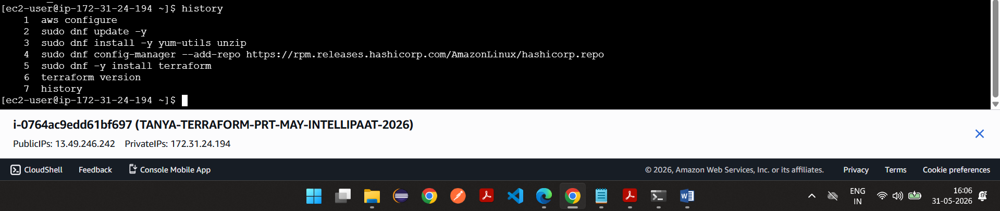 [ec2-user@ip-172-31-24-194 ~]$ history
    1  aws configure
    2  sudo dnf update -y
    3  sudo dnf install -y yum-utils unzip
    4  sudo dnf config-manager --add-repo https://rpm.releases.hashicorp.com/AmazonLinux/hashicorp.repo
    5  sudo dnf -y install terraform
    6  terraform version
    7  history
[ec2-user@ip-172-31-24-194 ~]$
i-0764ac9edd61bf697 (TANYA-TERRAFORM-PRT-MAY-INTELLIPAAT-2026)
PublicIPs: 13.49.246.242 PrivateIPs: 172.31.24.194
CloudShell Feedback Console Mobile App © 2026, Amazon Web Services, Inc. or its affiliates. Privacy Terms Cookie preferences
ENG 16:06
IN 31-05-2026